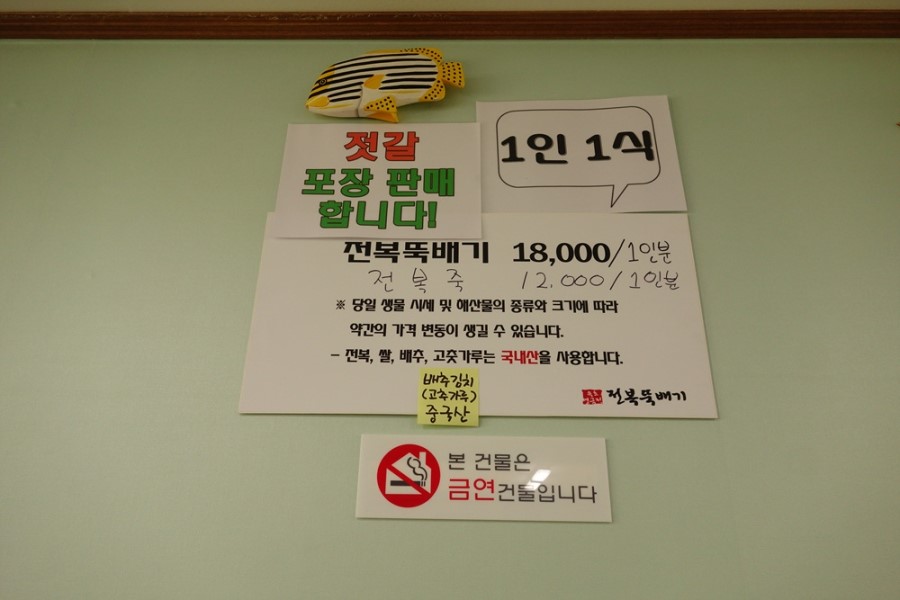 젓갈
포장 판매
합니다!
1인 1식
전복뚝배기 18,000/1인분
전복죽 12,000/1인분
※ 당일 생물 시세 및 해산물의 종류와 크기에 따라
약간의 가격 변동이 생길 수 있습니다.
- 전복, 쌀, 배추, 고춧가루는 국내산을 사용합니다.
배추김치
(고추가루)
중국산
전복뚝배기
본 건물은
금연건물입니다